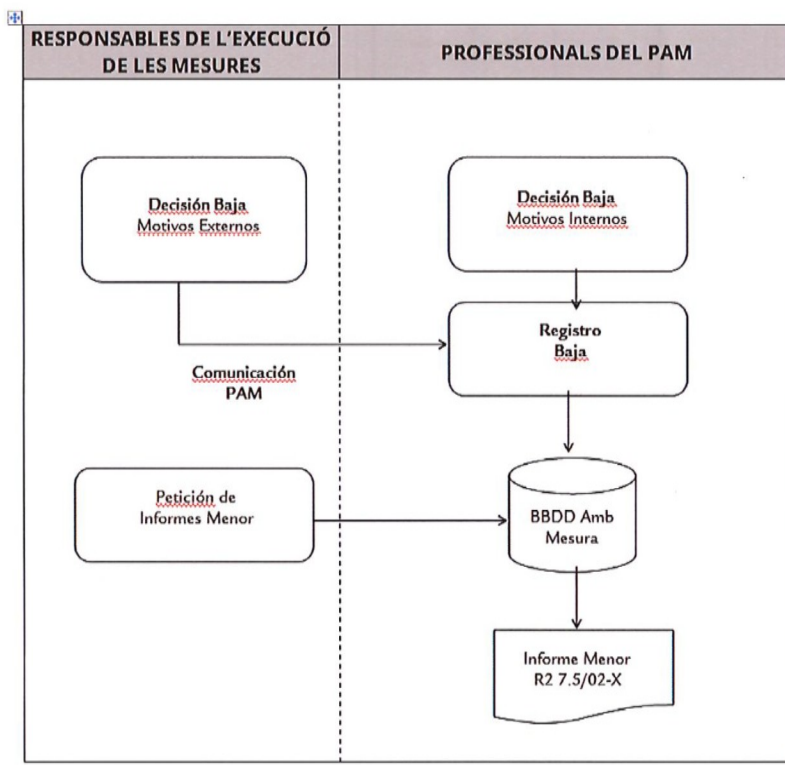 RESPONSABLES DE L'EXECUCIÓ
DE LES MESURES
PROFESSIONALS DEL PAM
Decisión Baja
Motivos Externos
Decisión Baja
Motivos Internos
Registro
Baja
Comunicación
PAM
Petición de
Informes Menor
BBDD Amb
Mesura
Informe Menor
R2 7.5/02-X